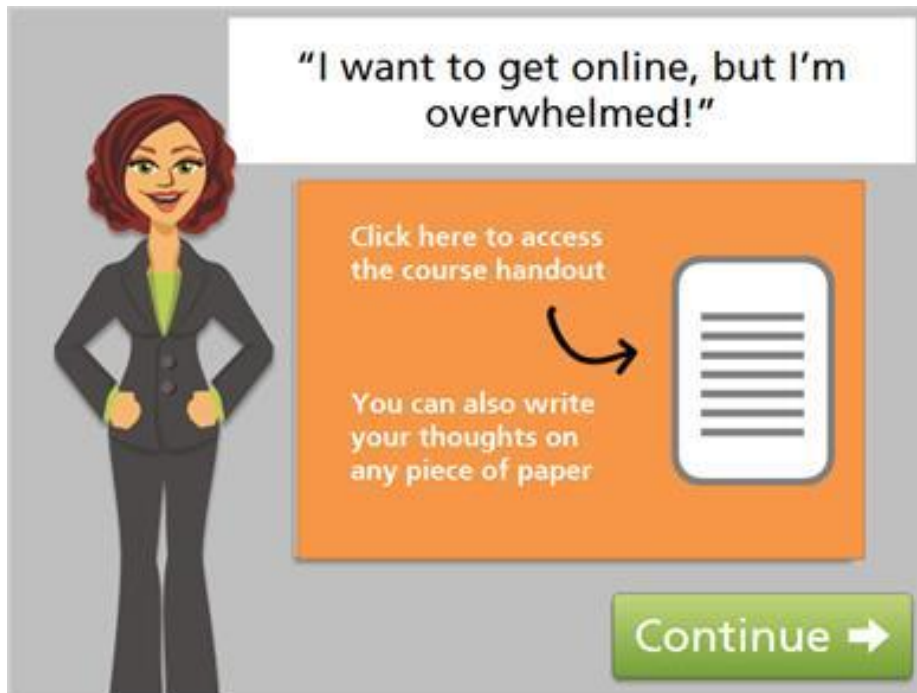 “I want to get online, but I’m
overwhelmed!”
Click here to access
the course handout
You can also write
your thoughts on
any piece of paper
Continue